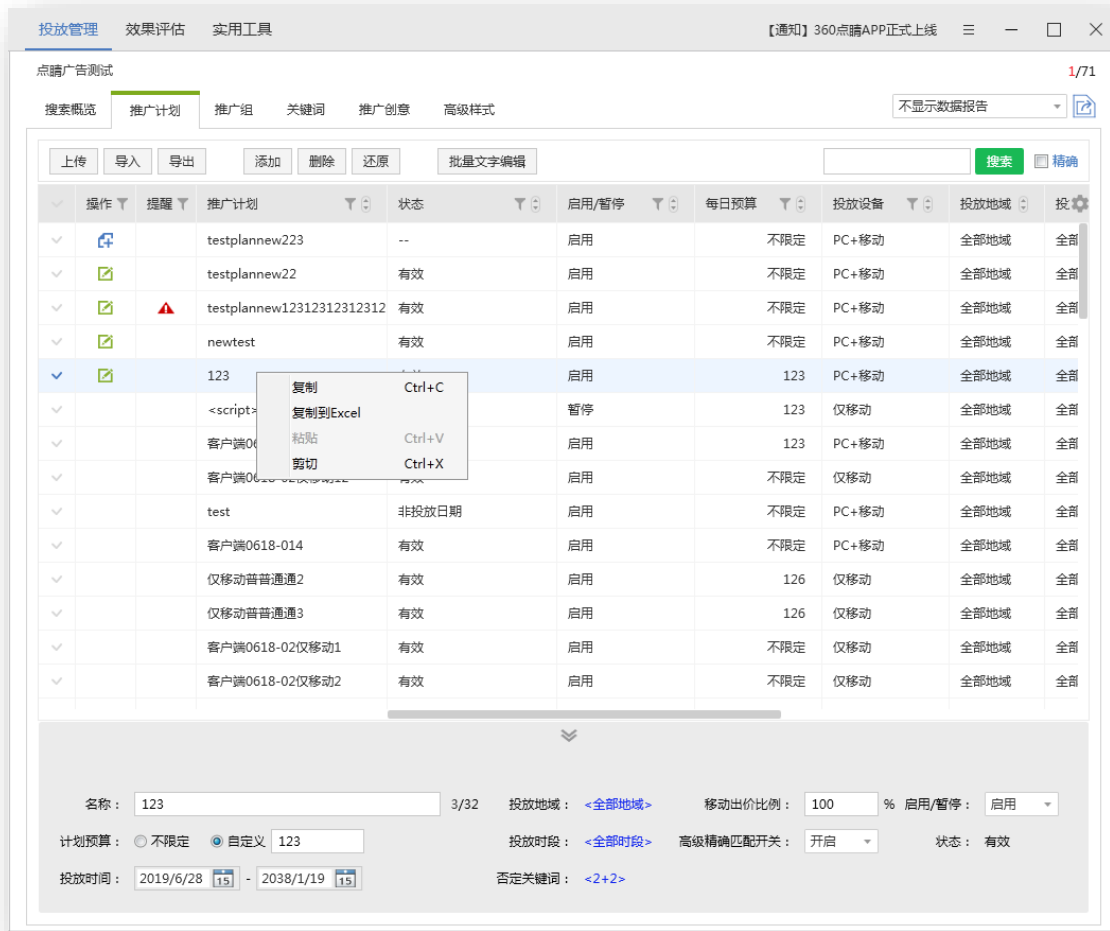 投放管理 效果评估 实用工具 【通知】360点睛APP正式上线
点睛广告测试 1/71
搜索概览 推广计划 推广组 关键词 推广创意 高级样式 不显示数据报告
上传 导入 导出 添加 删除 还原 批量文字编辑 搜索 精确
操作 提醒 推广计划 状态 启用/暂停 每日预算 投放设备 投放地域 投
testplannew223 -- 启用 不限定 PC+移动 全部地域 全部
testplannew22 有效 启用 不限定 PC+移动 全部地域 全部
testplannew12312312312312 有效 启用 不限定 PC+移动 全部地域 全部
newtest 有效 启用 不限定 PC+移动 全部地域 全部
123 启用 123 PC+移动 全部地域 全部
复制 Ctrl+C
<script> 暂停 123 仅移动 全部地域 全部
复制到Excel
客户端06 启用 123 PC+移动 全部地域 全部
粘贴 Ctrl+V
剪切 Ctrl+X
客户端0618-02仅移动12 有效 启用 不限定 仅移动 全部地域 全部
test 非投放日期 启用 不限定 PC+移动 全部地域 全部
客户端0618-014 有效 启用 不限定 PC+移动 全部地域 全部
仅移动普普通通2 有效 启用 126 仅移动 全部地域 全部
仅移动普普通通3 有效 启用 126 仅移动 全部地域 全部
客户端0618-02仅移动1 有效 启用 不限定 仅移动 全部地域 全部
客户端0618-02仅移动2 有效 启用 不限定 仅移动 全部地域 全部
名称： 123 3/32 投放地域： <全部地域> 移动出价比例： 100 % 启用/暂停： 启用
计划预算： 不限定 自定义 123 投放时段： <全部时段> 高级精确匹配开关： 开启 状态： 有效
投放时间： 2019/6/28 15 - 2038/1/19 15 否定关键词： <2+2>